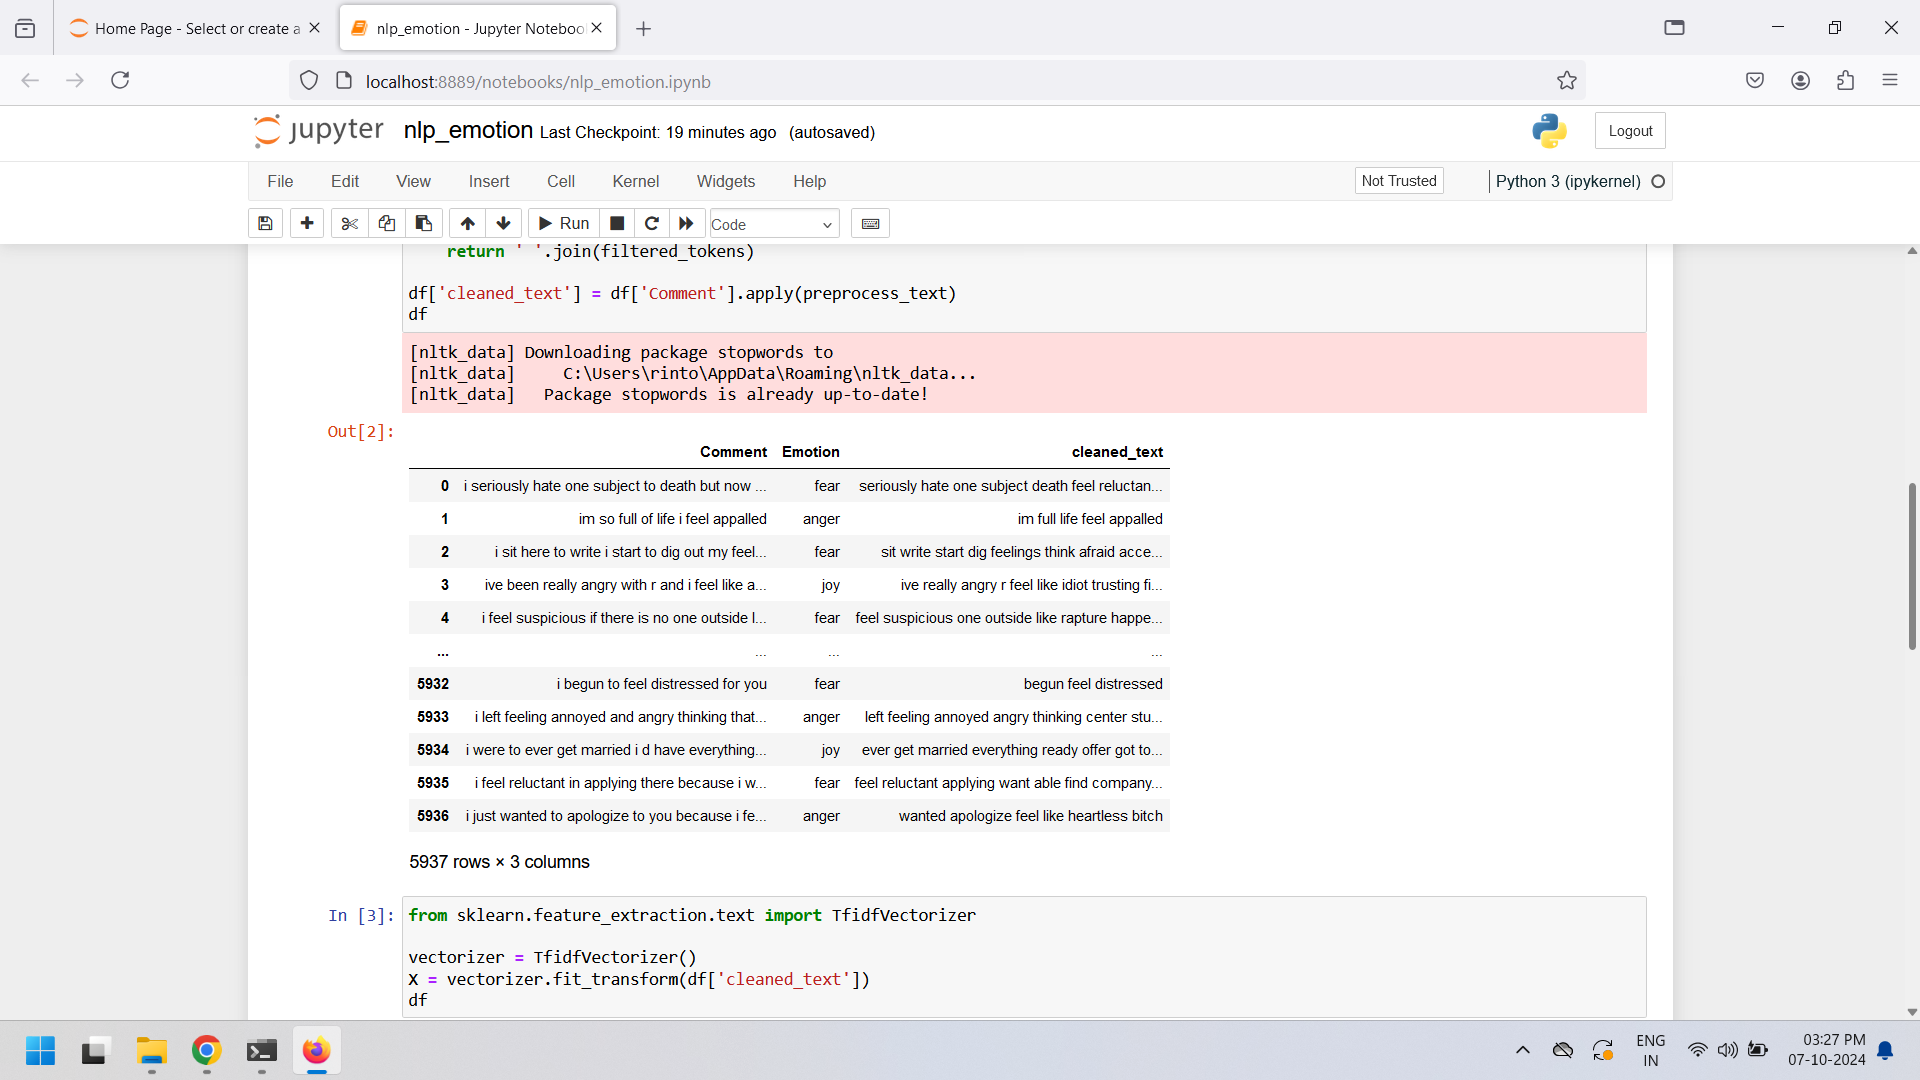 Home Page - Select or create a
nlp_emotion - Jupyter Noteboo
localhost:8889/notebooks/nlp_emotion.ipynb
jupyter nlp_emotion Last Checkpoint: 19 minutes ago (autosaved)
Logout
File Edit View Insert Cell Kernel Widgets Help
Not Trusted
Python 3 (ipykernel)
Run
Code
return ' '.join(filtered_tokens)
df['cleaned_text'] = df['Comment'].apply(preprocess_text)
df
[nltk_data] Downloading package stopwords to
[nltk_data]     C:\Users\rinto\AppData\Roaming\nltk_data...
[nltk_data]   Package stopwords is already up-to-date!
Out[2]:
Comment Emotion cleaned_text
0 i seriously hate one subject to death but now ... fear seriously hate one subject death feel reluctan...
1 im so full of life i feel appalled anger im full life feel appalled
2 i sit here to write i start to dig out my feel... fear sit write start dig feelings think afraid acce...
3 ive been really angry with r and i feel like a... joy ive really angry r feel like idiot trusting fi...
4 i feel suspicious if there is no one outside l... fear feel suspicious one outside like rapture happe...
... ... ... ...
5932 i begun to feel distressed for you fear begun feel distressed
5933 i left feeling annoyed and angry thinking that... anger left feeling annoyed angry thinking center stu...
5934 i were to ever get married i d have everything... joy ever get married everything ready offer got to...
5935 i feel reluctant in applying there because i w... fear feel reluctant applying want able find company...
5936 i just wanted to apologize to you because i fe... anger wanted apologize feel like heartless bitch
5937 rows × 3 columns
In [3]:
from sklearn.feature_extraction.text import TfidfVectorizer
vectorizer = TfidfVectorizer()
X = vectorizer.fit_transform(df['cleaned_text'])
df
ENG
IN
03:27 PM
07-10-2024